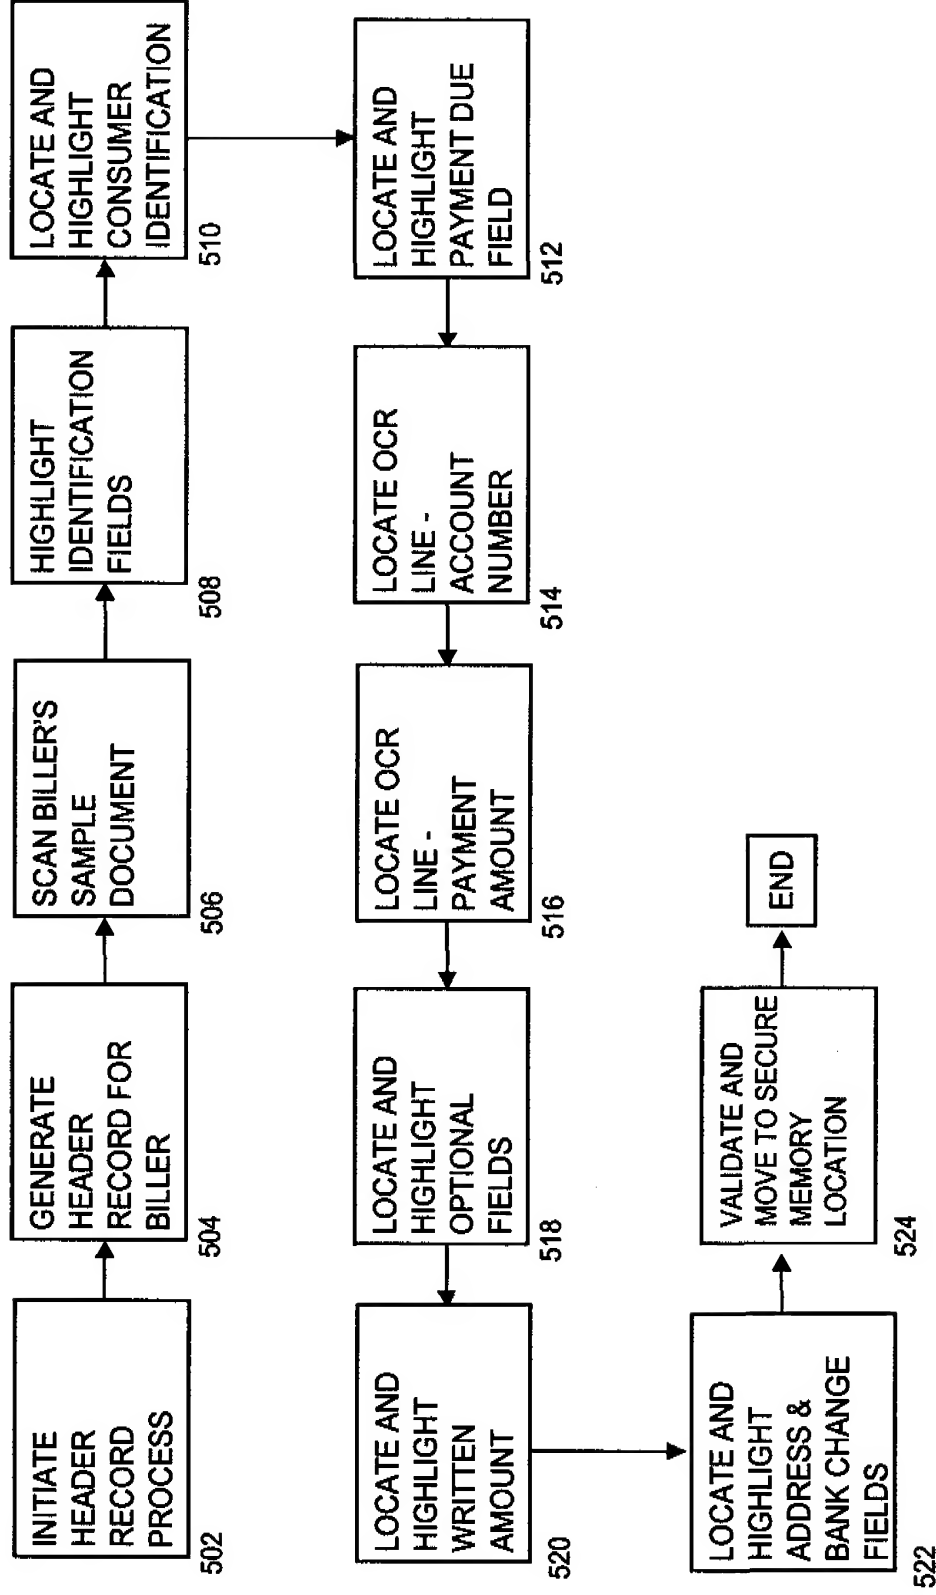 INITIATE
HEADER
RECORD
PROCESS
502
GENERATE
HEADER
RECORD FOR
BILLER
504
SCAN BILLER'S
SAMPLE
DOCUMENT
506
HIGHLIGHT
IDENTIFICATION
FIELDS
508
LOCATE AND
HIGHLIGHT
CONSUMER
IDENTIFICATION
510
LOCATE AND
HIGHLIGHT
PAYMENT DUE
FIELD
512
LOCATE OCR
LINE -
ACCOUNT
NUMBER
514
LOCATE OCR
LINE -
PAYMENT
AMOUNT
516
LOCATE AND
HIGHLIGHT
OPTIONAL
FIELDS
518
LOCATE AND
HIGHLIGHT
WRITTEN
AMOUNT
520
LOCATE AND
HIGHLIGHT
ADDRESS &
BANK CHANGE
FIELDS
522
VALIDATE AND
MOVE TO SECURE
MEMORY
LOCATION
524
END